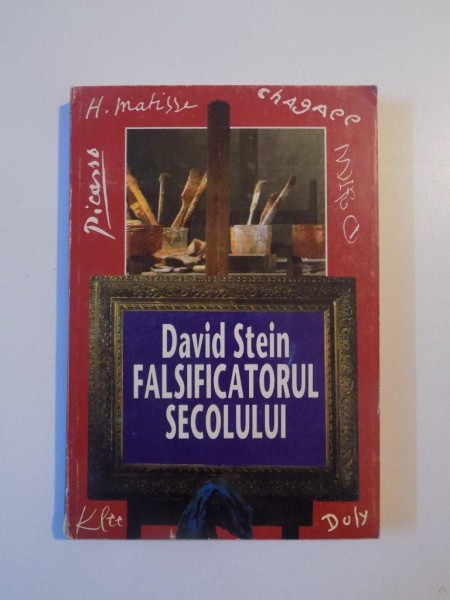 H. Matisse
chagall
Picasso
Miró
David Stein
FALSIFICATORUL
SECOLULUI
Klee
Dufy